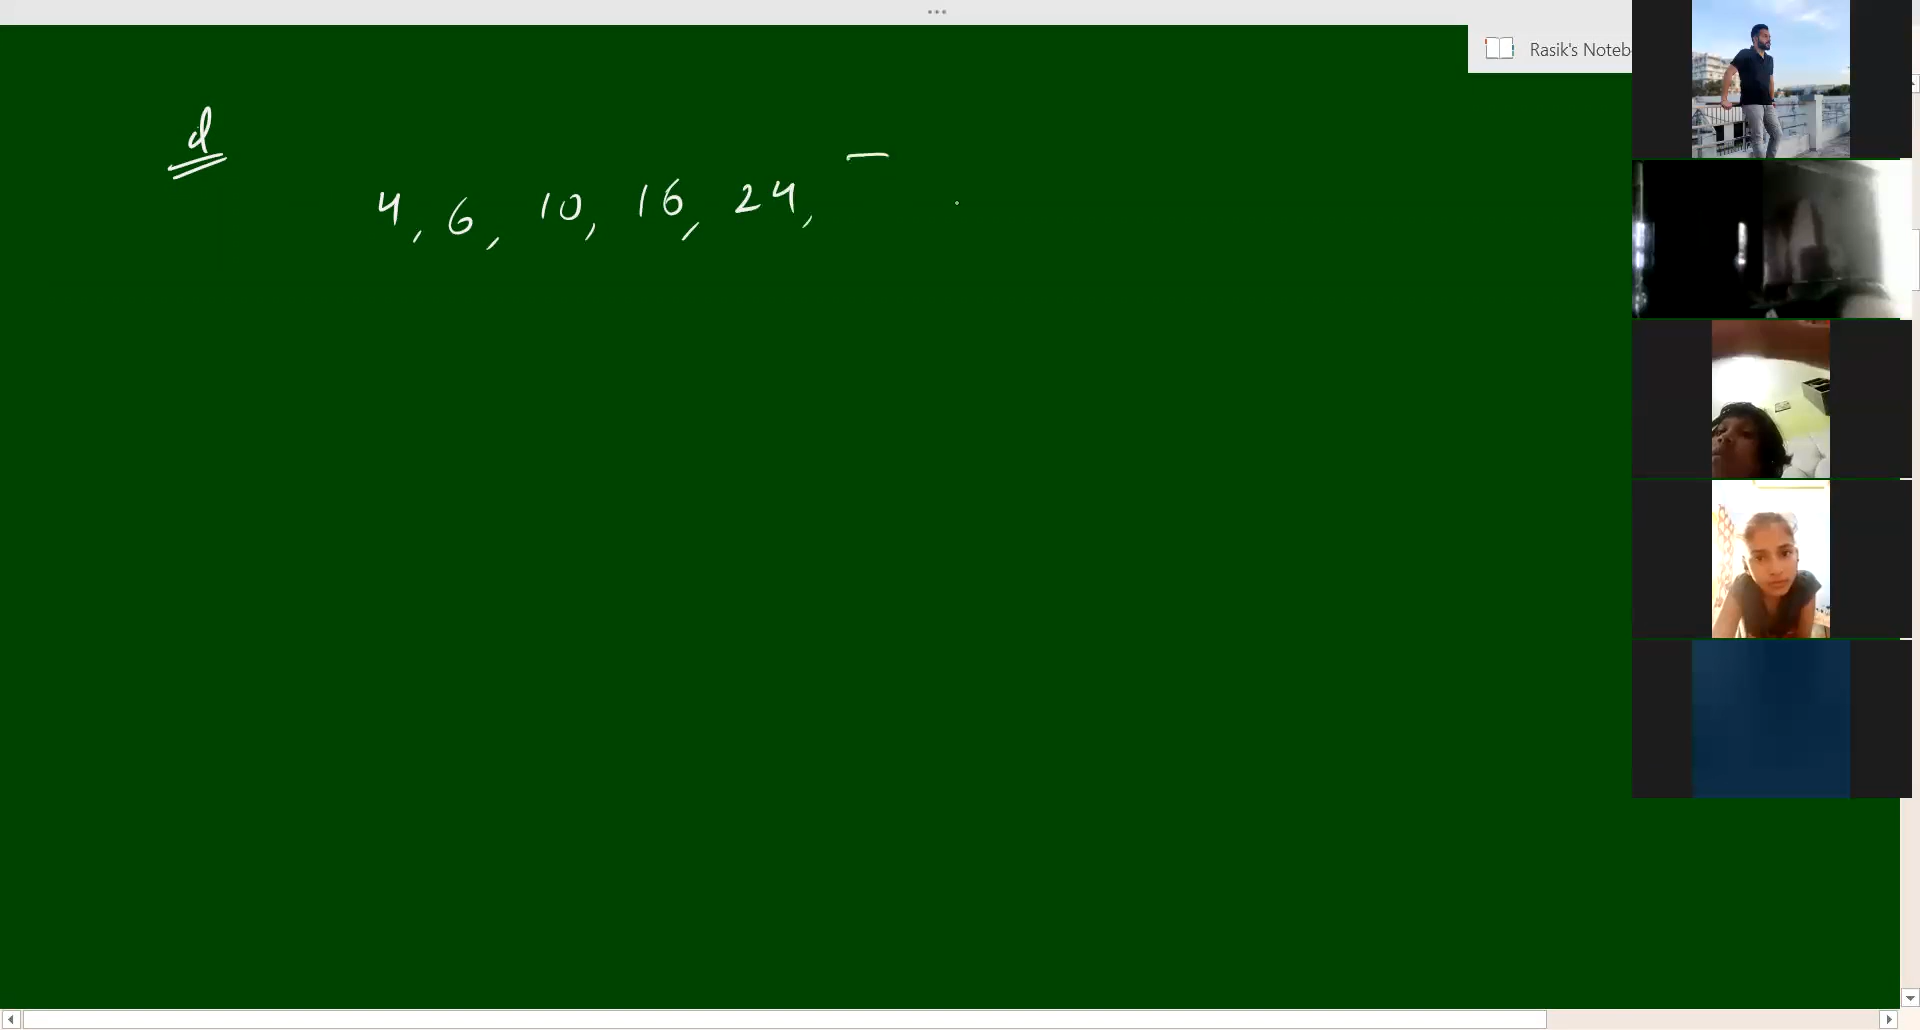 Rasik's Noteb
d
4, 6, 10, 16, 24, —